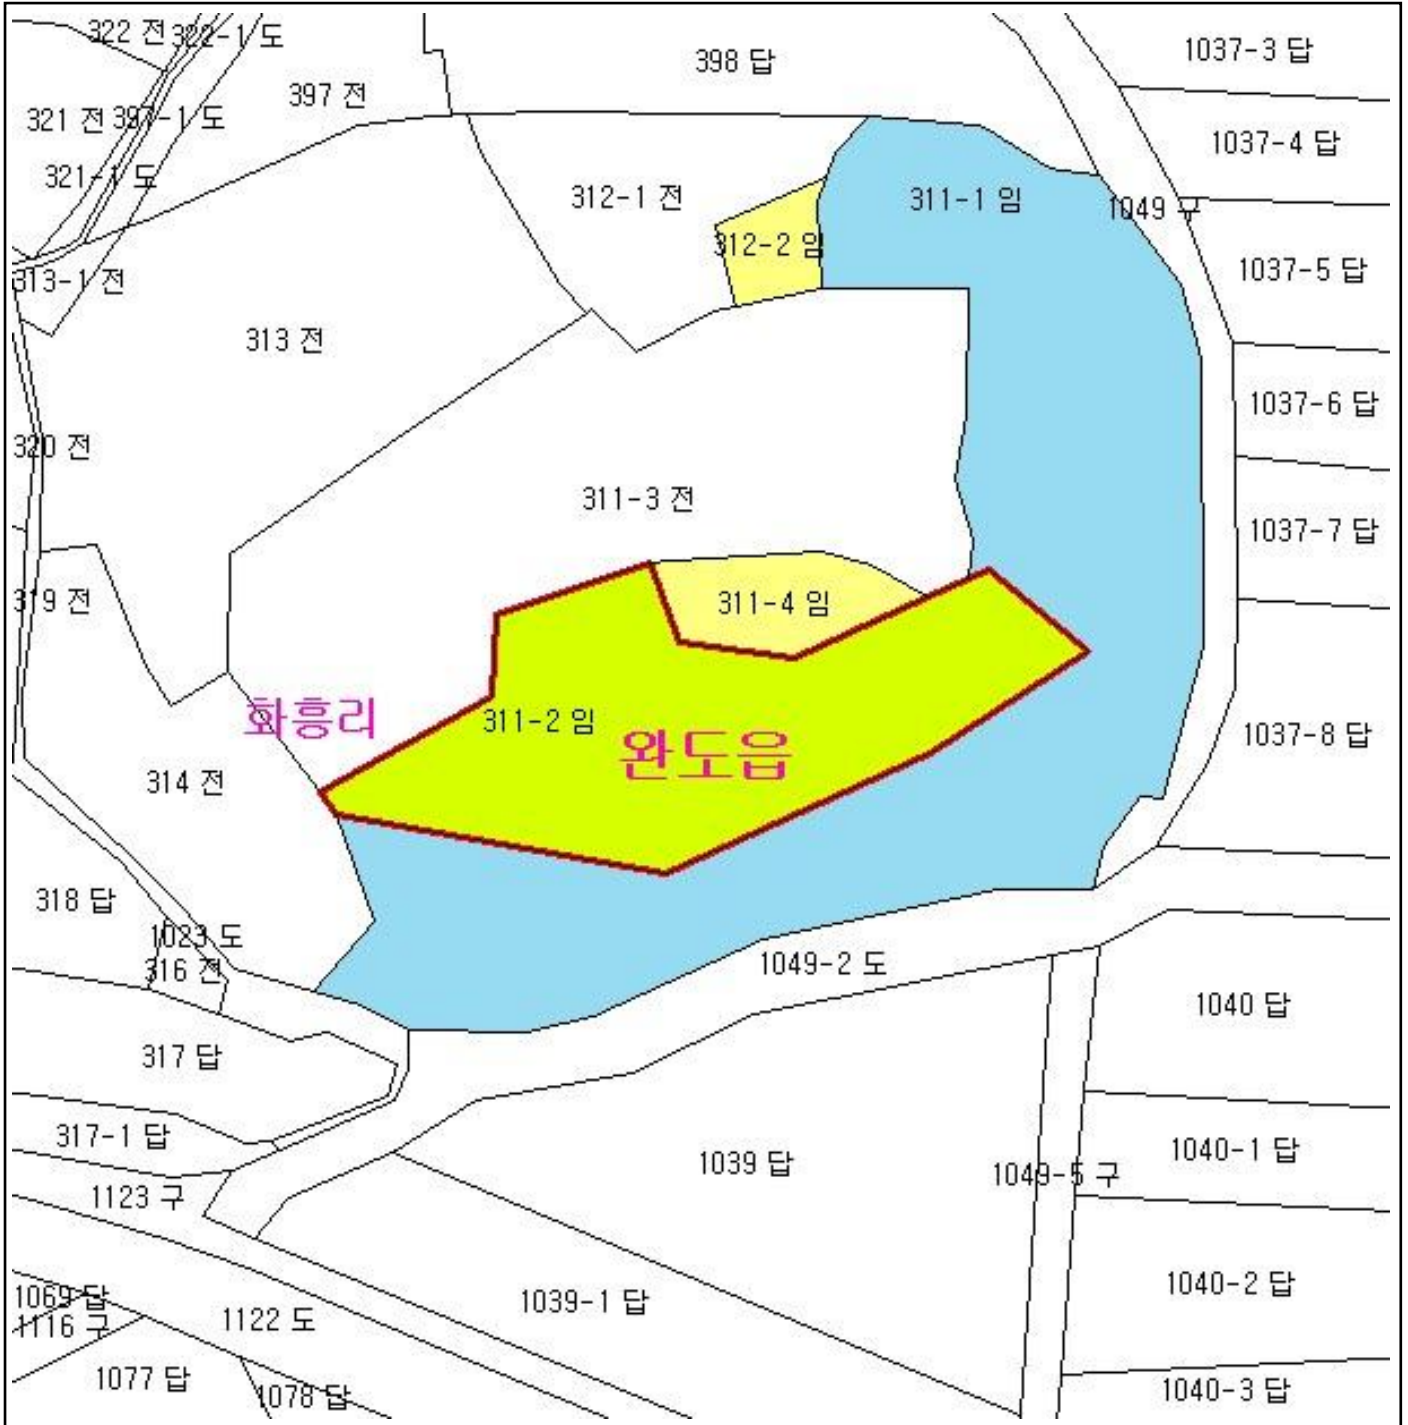 322 전
322-1 도
398 답
1037-3 답
397 전
321 전
397-1 도
1037-4 답
321-1 도
312-1 전
311-1 임
1049 구
312-2 임
313-1 전
1037-5 답
313 전
1037-6 답
320 전
311-3 전
1037-7 답
319 전
311-4 임
화흥리
311-2 임
완도읍
1037-8 답
314 전
318 답
1023 도
316 전
1049-2 도
1040 답
317 답
317-1 답
1039 답
1049-5 구
1040-1 답
1123 구
1040-2 답
1069 답
1116 구
1122 도
1039-1 답
1077 답
1078 답
1040-3 답